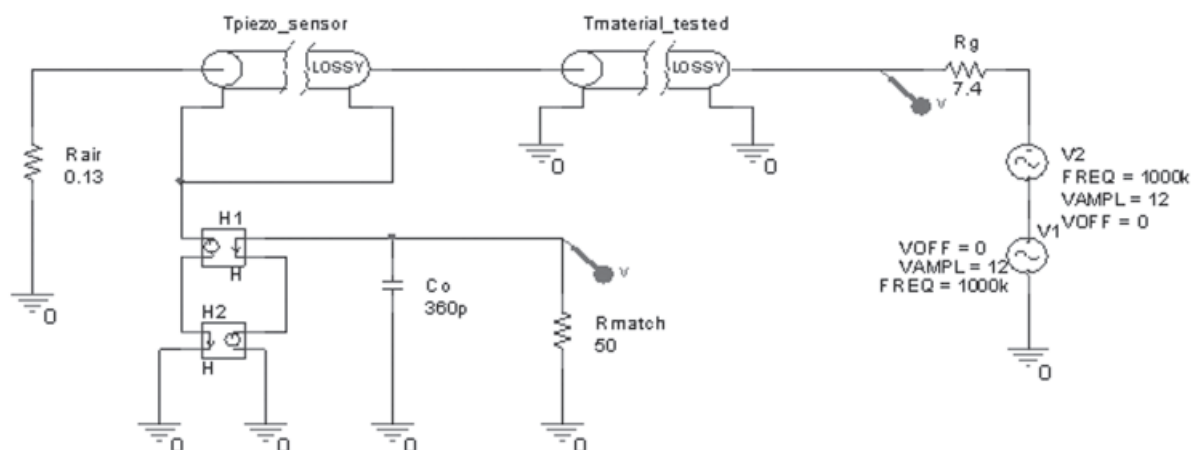 Tpiezo_sensor
Tmaterial_tested
LOSSY
LOSSY
Rg
7.4
Rair
0.13
0
0
V2
FREQ = 1000k
VAMPL = 12
VOFF = 0
V1
VOFF = 0
VAMPL = 12
FREQ = 1000k
V
H1
H
V
Co
360p
Rmatch
50
H2
H
0
0
0
0
0
0